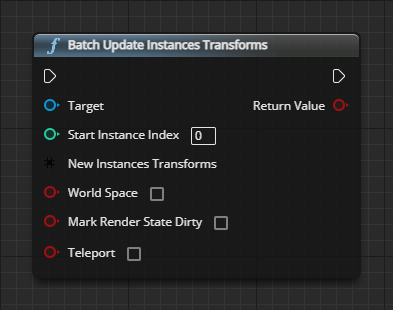 f Batch Update Instances Transforms
Target Return Value
Start Instance Index 0
New Instances Transforms
World Space
Mark Render State Dirty
Teleport